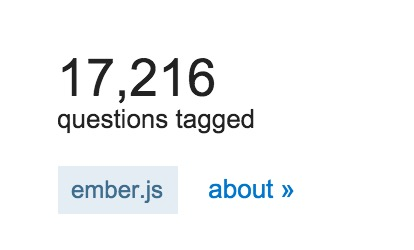 17,216
questions tagged
ember.js about »